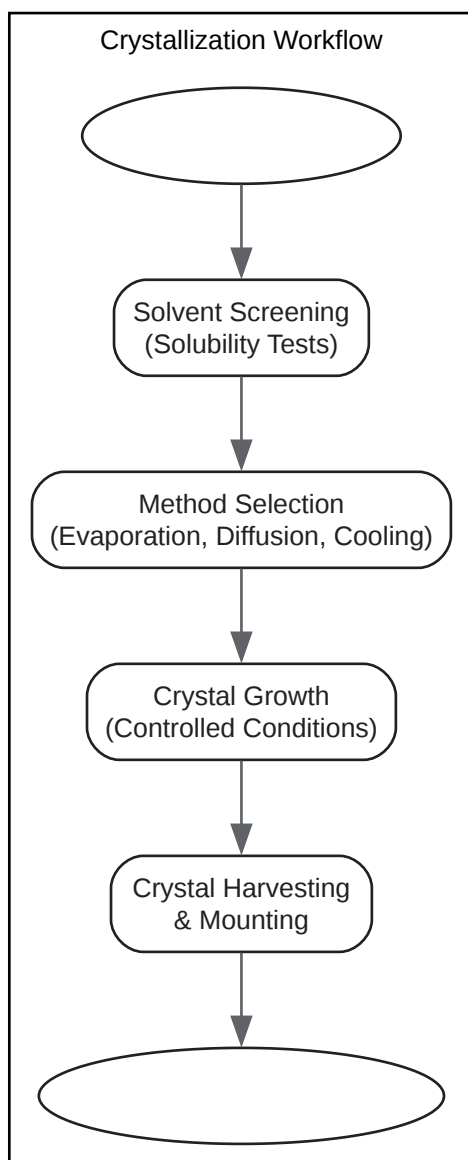 Crystallization Workflow
Solvent Screening
(Solubility Tests)
Method Selection
(Evaporation, Diffusion, Cooling)
Crystal Growth
(Controlled Conditions)
Crystal Harvesting
& Mounting